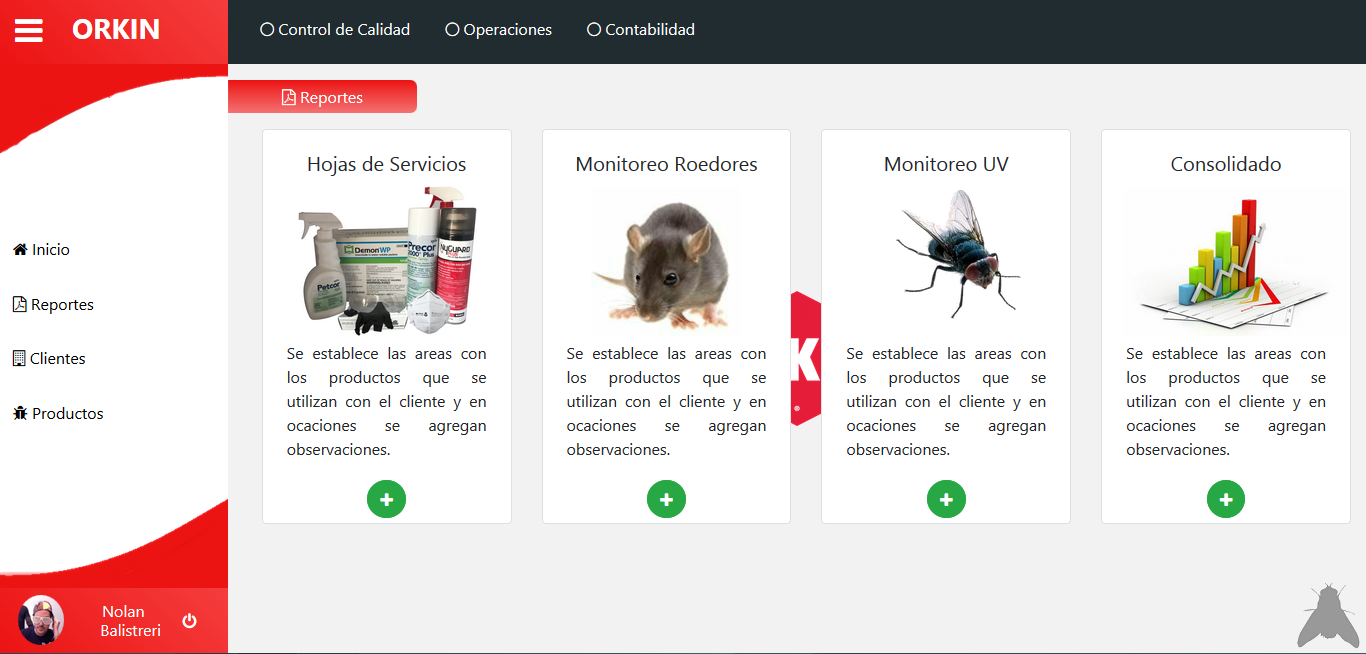 ORKIN
Control de Calidad
Operaciones
Contabilidad
Reportes
Inicio
Reportes
Clientes
Productos
Hojas de Servicios
DemonWP
Precor
2000 Plus
NyGUARD
PLUS
Petcor
Se establece las areas con
los productos que se
utilizan con el cliente y en
ocaciones se agregan
observaciones.
Monitoreo Roedores
Se establece las areas con
los productos que se
utilizan con el cliente y en
ocaciones se agregan
observaciones.
K
®
Monitoreo UV
Se establece las areas con
los productos que se
utilizan con el cliente y en
ocaciones se agregan
observaciones.
Consolidado
Se establece las areas con
los productos que se
utilizan con el cliente y en
ocaciones se agregan
observaciones.
Nolan
Balistreri